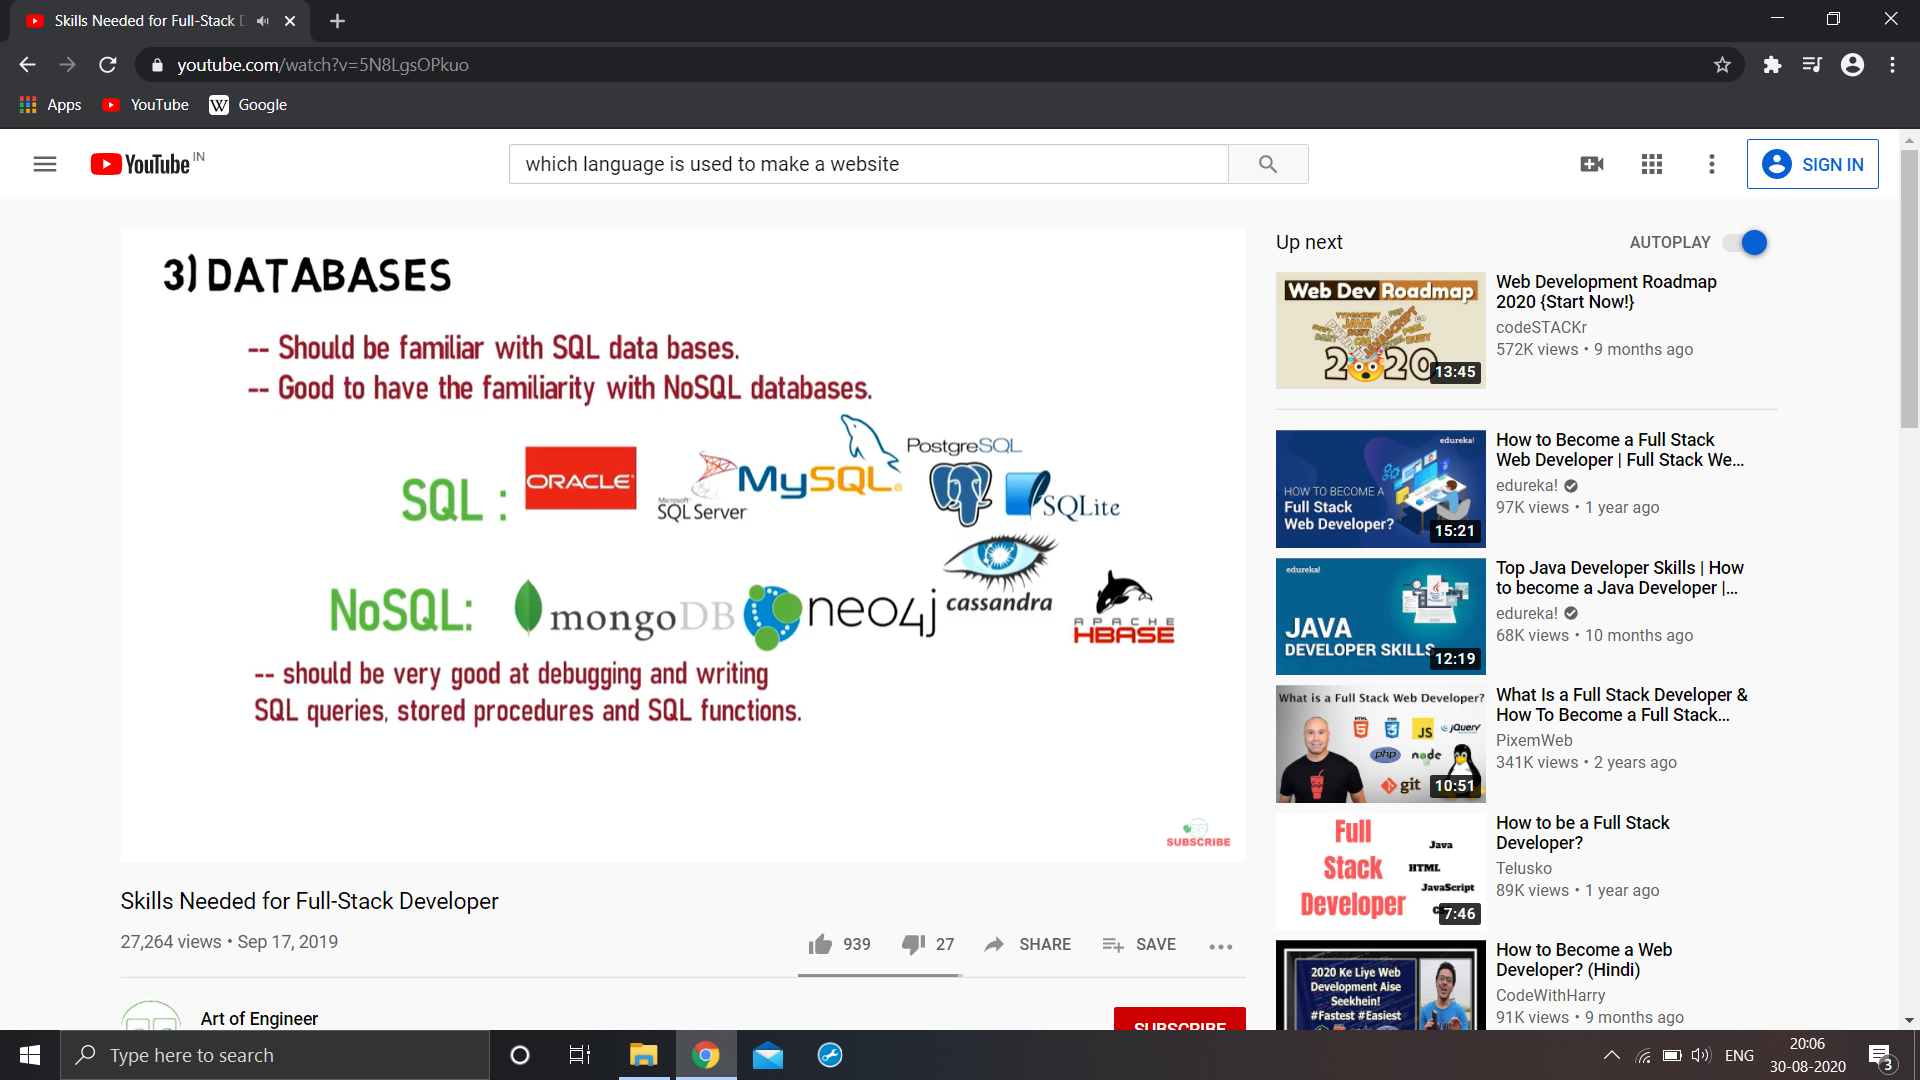 Skills Needed for Full-Stack D
youtube.com/watch?v=5N8LgsOPkuo
Apps YouTube Google
YouTube IN
which language is used to make a website
SIGN IN
3) DATABASES
-- Should be familiar with SQL data bases.
-- Good to have the familiarity with NoSQL databases.
SQL :
ORACLE
Microsoft
SQL Server
MySQL
PostgreSQL
SQLite
NoSQL:
mongoDB
neo4j
cassandra
APACHE
HBASE
-- should be very good at debugging and writing
SQL queries, stored procedures and SQL functions.
SUBSCRIBE
Skills Needed for Full-Stack Developer
27,264 views • Sep 17, 2019
939 27 SHARE SAVE
Art of Engineer
SUBSCRIBE
Up next
AUTOPLAY
Web Dev Roadmap
2020
13:45
Web Development Roadmap
2020 {Start Now!}
codeSTACKr
572K views • 9 months ago
edureka!
HOW TO BECOME A
Full Stack
Web Developer?
15:21
How to Become a Full Stack
Web Developer | Full Stack We...
edureka!
97K views • 1 year ago
edureka!
JAVA
DEVELOPER SKILLS
12:19
Top Java Developer Skills | How
to become a Java Developer |...
edureka!
68K views • 10 months ago
What is a Full Stack Web Developer?
HTML
5
3
JS
jQuery
php
node
git
10:51
What Is a Full Stack Developer &
How To Become a Full Stack...
PixemWeb
341K views • 2 years ago
Full
Stack
Developer
Java
HTML
JavaScript
7:46
How to be a Full Stack
Developer?
Telusko
89K views • 1 year ago
2020 Ke Liye Web
Development Aise
Seekhein!
#Fastest #Easiest
How to Become a Web
Developer? (Hindi)
CodeWithHarry
91K views • 9 months ago
Type here to search
ENG
20:06
30-08-2020
3